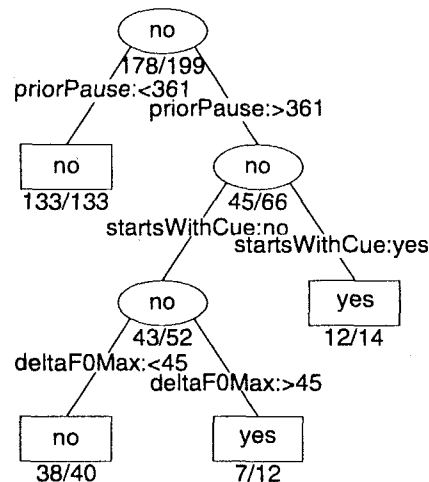 no
178/199
priorPause:<361
priorPause:>361
no
133/133
no
45/66
startsWithCue:no
startsWithCue:yes
no
43/52
yes
12/14
deltaF0Max:<45
deltaF0Max:>45
no
38/40
yes
7/12